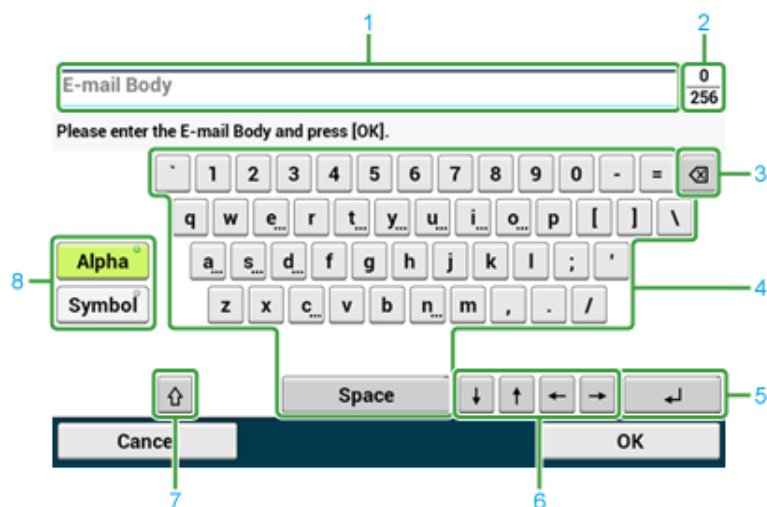 1 2
E-mail Body 0
256
Please enter the E-mail Body and press [OK].
` 1 2 3 4 5 6 7 8 9 0 - = 3
q w e... r t... y... u... i... o... p [ ] \
Alpha a... s... d... f g h j k l ; '
8 4
Symbol z x c... v b n... m , . /
Space ↓ ↑ ← → ↵ 5
Cancel OK
7 6